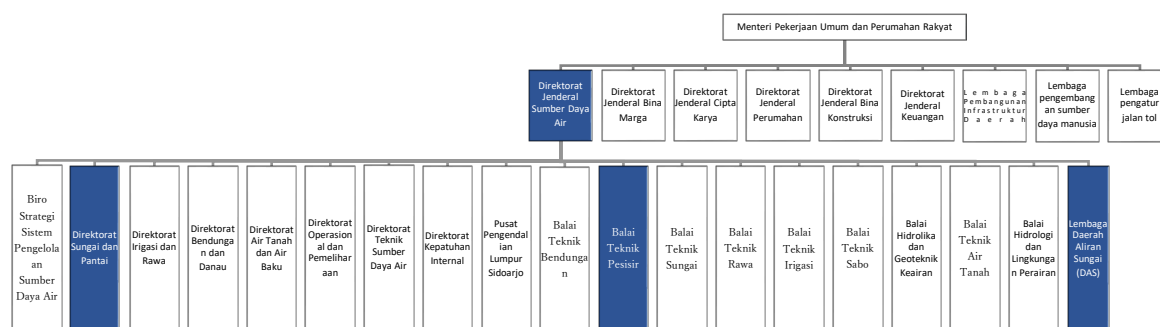 Menteri Pekerjaan Umum dan Perumahan Rakyat
Direktorat
Jenderal
Sumber Daya
Air
Direktorat
Jenderal Bina
Marga
Direktorat
Jenderal Cipta
Karya
Direktorat
Jenderal
Perumahan
Direktorat
Jenderal Bina
Konstruksi
Direktorat
Jenderal
Keuangan
Lembaga
Pembangunan
Infrastruktur
Daerah
Lembaga
pengembang
an sumber
daya manusia
Lembaga
pengatur
jalan tol
Biro
Strategi
Sistem
Pengelola
an
Sumber
Daya Air
Direktorat
Sungai dan
Pantai
Direktorat
Irigasi dan
Rawa
Direktorat
Bendunga
n dan
Danau
Direktorat
Air Tanah
dan Air
Baku
Direktorat
Operasion
al dan
Pemelihar
aan
Direktorat
Teknik
Sumber
Daya Air
Direktorat
Kepatuhan
Internal
Pusat
Pengendal
ian
Lumpur
Sidoarjo
Balai
Teknik
Bendunga
n
Balai
Teknik
Pesisir
Balai
Teknik
Sungai
Balai
Teknik
Rawa
Balai
Teknik
Irigasi
Balai
Teknik
Sabo
Balai
Hidrolika
dan
Geoteknik
Keairan
Balai
Teknik
Air
Tanah
Balai
Hidrologi
dan
Lingkunga
n Perairan
Lembaga
Daerah
Aliran
Sungai
(DAS)